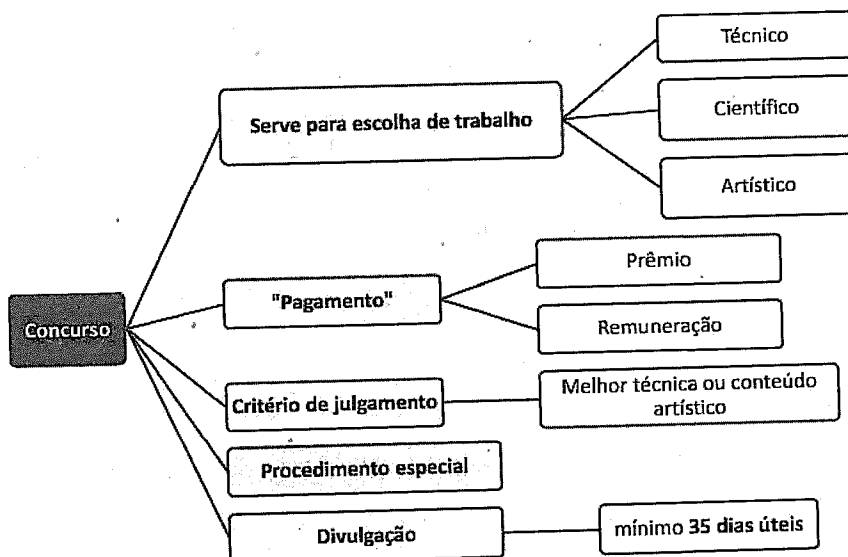 Concurso
Serve para escolha de trabalho
Técnico
Científico
Artístico
"Pagamento"
Prêmio
Remuneração
Critério de julgamento
Melhor técnica ou conteúdo
artístico
Procedimento especial
Divulgação
mínimo 35 dias úteis